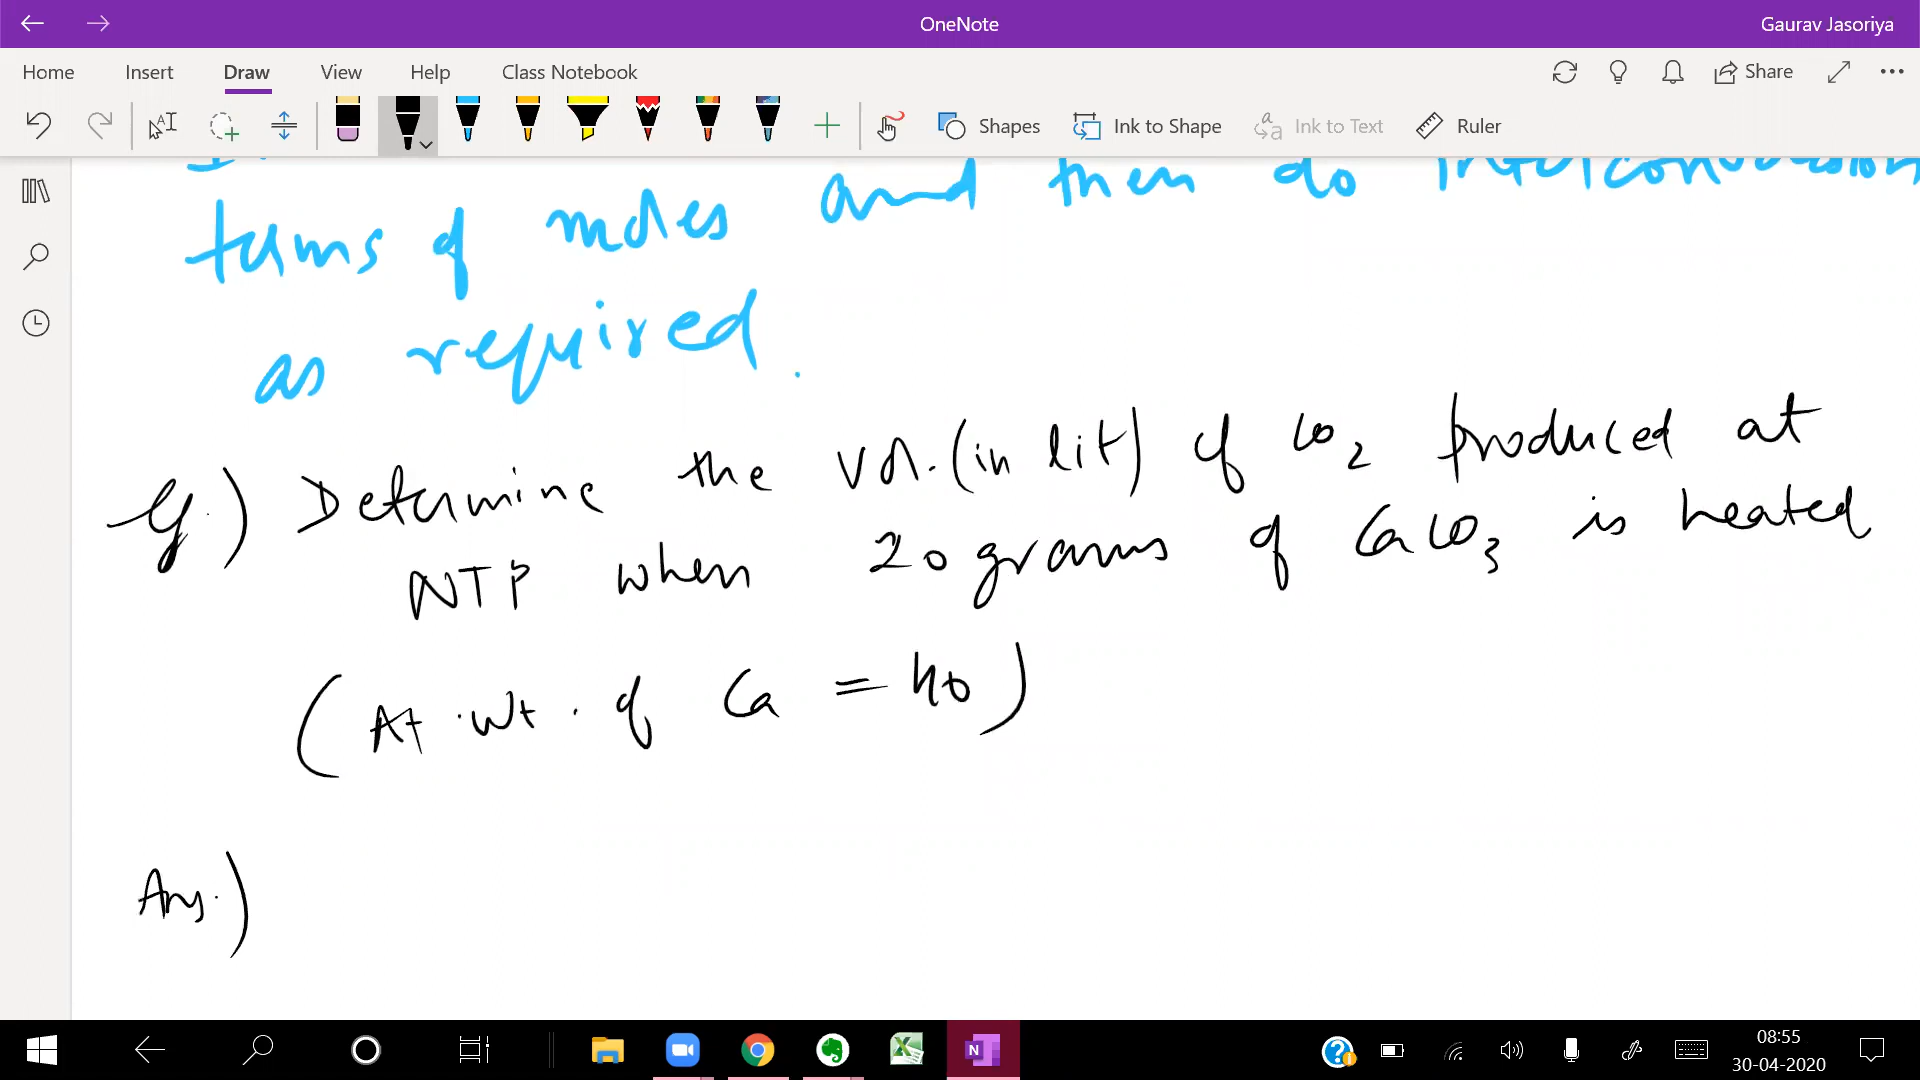 OneNote
Gaurav Jasoriya
Home Insert Draw View Help Class Notebook Share
Shapes Ink to Shape Ink to Text Ruler
terms of moles and then do interconversion
as required.
eg.) Determine the vol. (in lit) of CO2 produced at
NTP when 20 grams of CaCO3 is heated
(At. Wt. of Ca = 40)
Ans.)
08:55
30-04-2020